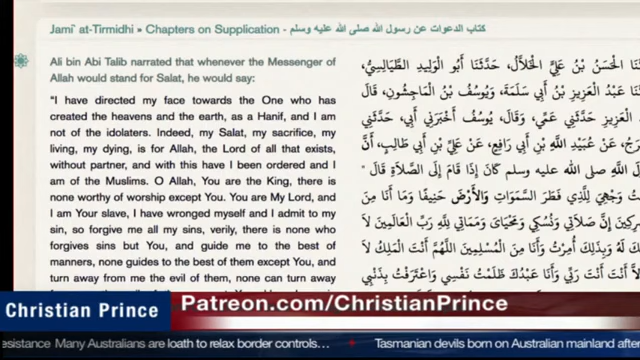 Jami` at-Tirmidhi » Chapters on Supplication - كتاب الدعوات عن رسول الله صلى الله عليه وسلم
Ali bin Abi Talib narrated that whenever the Messenger of
Allah would stand for Salat, he would say:
"I have directed my face towards the One who has
created the heavens and the earth, as a Hanif, and I am
not of the idolaters. Indeed, my Salat, my sacrifice, my
living, my dying, is for Allah, the Lord of all that exists,
without partner, and with this have I been ordered and I
am of the Muslims. O Allah, You are the King, there is
none worthy of worship except You. You are My Lord, and
I am Your slave, I have wronged myself and I admit to my
sin, so forgive me all my sins, verily, there is none who
forgives sins but You, and guide me to the best of
manners, none guides to the best of them except You, and
turn away from me the evil of them, none can turn away
الْحَسَنُ بْنُ عَلِيٍّ الْخَلاَّلُ، حَدَّثَنَا أَبُو الْوَلِيدِ الطَّيَالِسِيُّ،
عَبْدُ الْعَزِيزِ بْنُ أَبِي سَلَمَةَ، وَيُوسُفُ بْنُ الْمَاجِشُونِ، قَالَ
الْعَزِيزِ حَدَّثَنِي عَمِّي، وَقَالَ، يُوسُفُ أَخْبَرَنِي أَبِي، حَدَّثَنِي
عَنْ عُبَيْدِ اللَّهِ بْنِ أَبِي رَافِعٍ، عَنْ عَلِيِّ بْنِ أَبِي طَالِبٍ، أَنَّ
اللَّهِ صلى الله عليه وسلم كَانَ إِذَا قَامَ إِلَى الصَّلاَةِ قَالَ "
وَجْهِيَ لِلَّذِي فَطَرَ السَّمَوَاتِ وَالأَرْضَ حَنِيفًا وَمَا أَنَا مِنَ
إِنَّ صَلاَتِي وَنُسُكِي وَمَحْيَاىَ وَمَمَاتِي لِلَّهِ رَبِّ الْعَالَمِينَ لاَ
لَهُ وَبِذَلِكَ أُمِرْتُ وَأَنَا مِنَ الْمُسْلِمِينَ اللَّهُمَّ أَنْتَ الْمَلِكُ لاَ
إِلاَّ أَنْتَ أَنْتَ رَبِّي وَأَنَا عَبْدُكَ ظَلَمْتُ نَفْسِي وَاعْتَرَفْتُ بِذَنْبِي
Christian Prince
Patreon.com/ChristianPrince
esistance Many Australians are loath to relax border controls… Tasmanian devils born on Australian mainland after